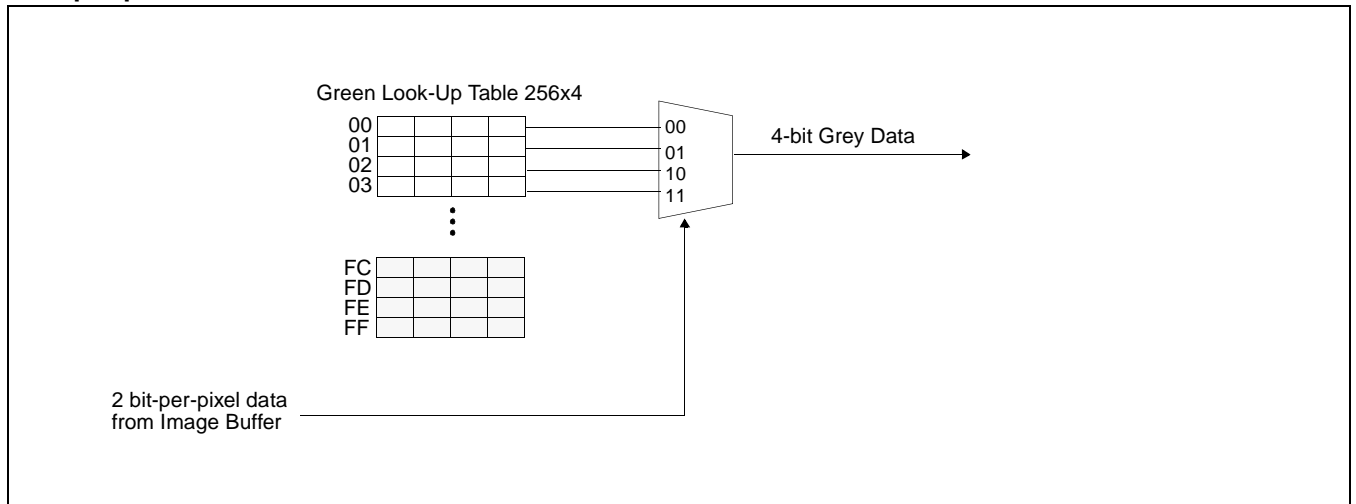 Green Look-Up Table 256x4
00
01
02
03
00
01
10
11
4-bit Grey Data
FC
FD
FE
FF
2 bit-per-pixel data
from Image Buffer